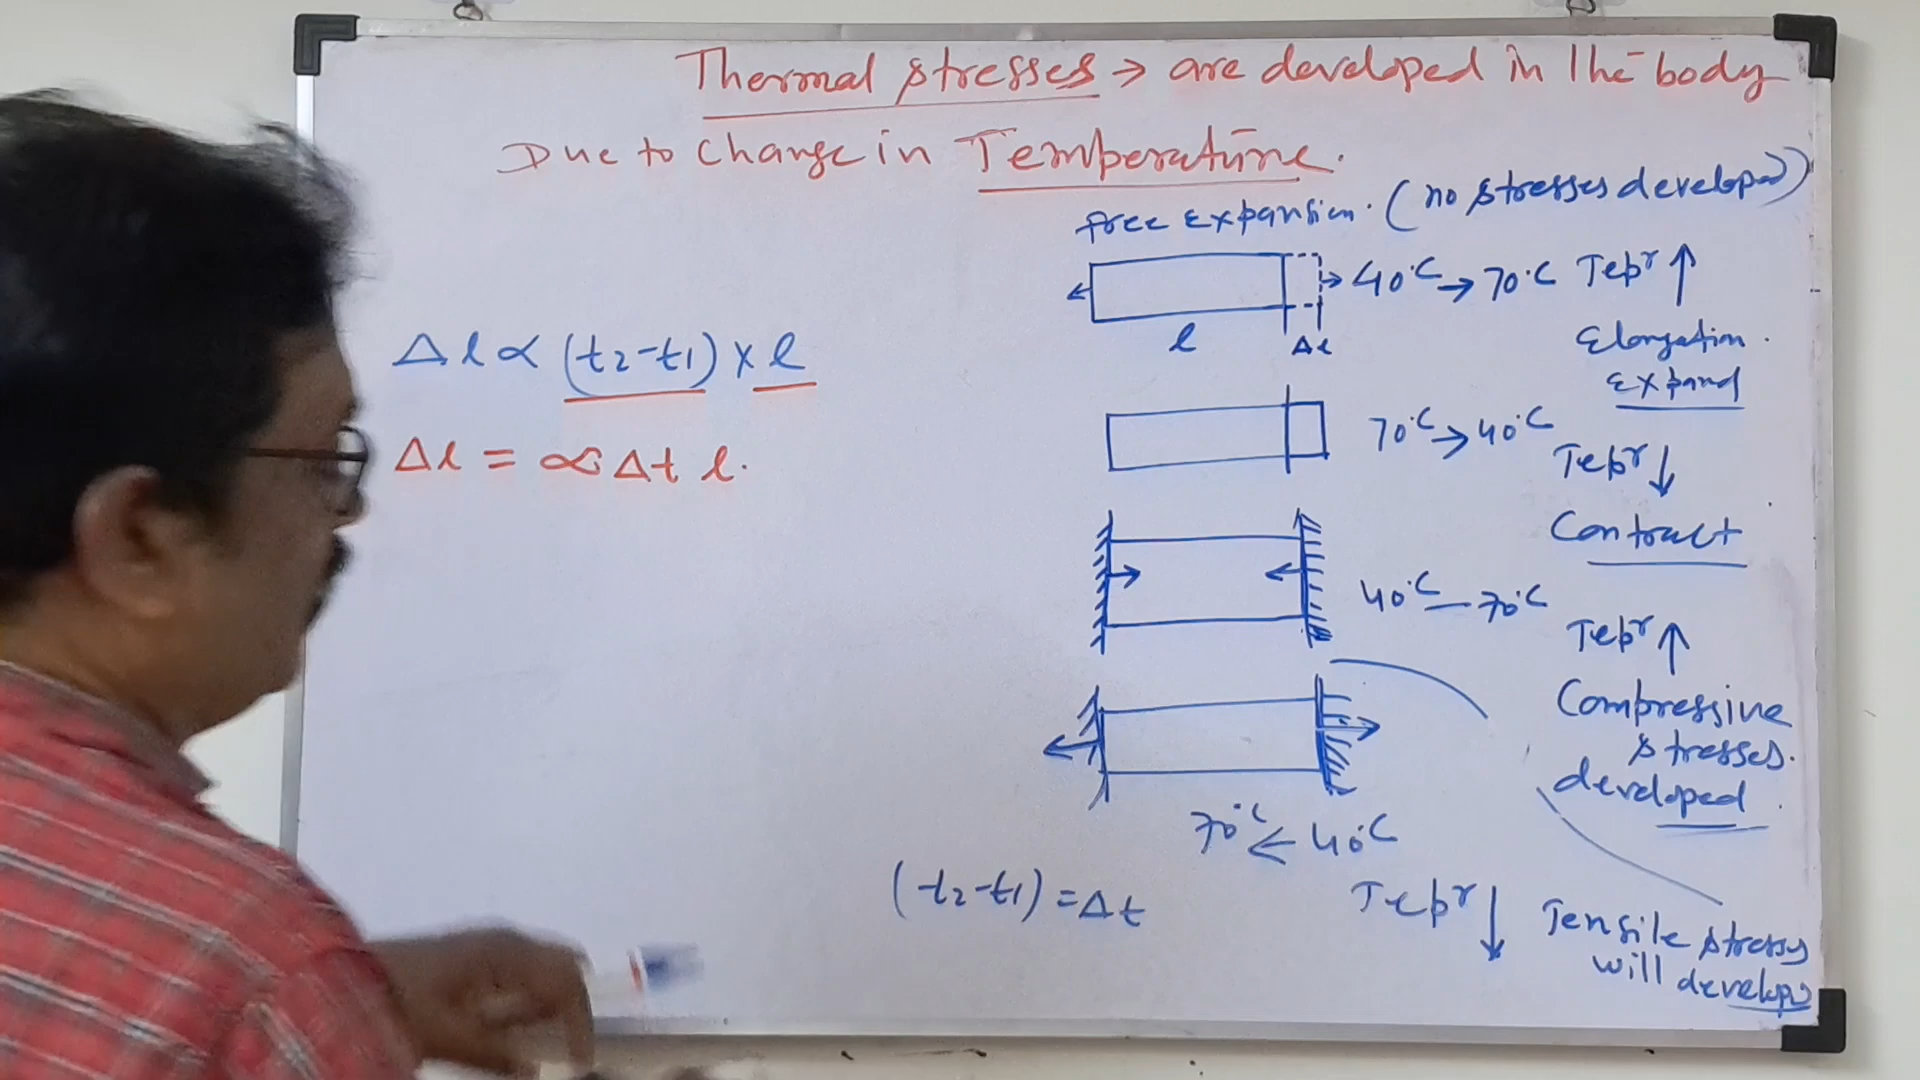 Thermal stresses → are developed in the body
Due to change in Temperature.
free Expansion. (no stresses developed)
40°C → 70°C Tepr ↑
l Δl
Elongation.
Expand
Δl ∝ (t2-t1) x l
Δl = ∝ Δt l.
70°C → 40°C
Tepr ↓
Contract
40°C — 70°C
Tepr ↑
Compressive
stresses.
developed.
70°C ← 40°C
(t2-t1) = Δt
Tepr ↓
Tensile stresses
will develop